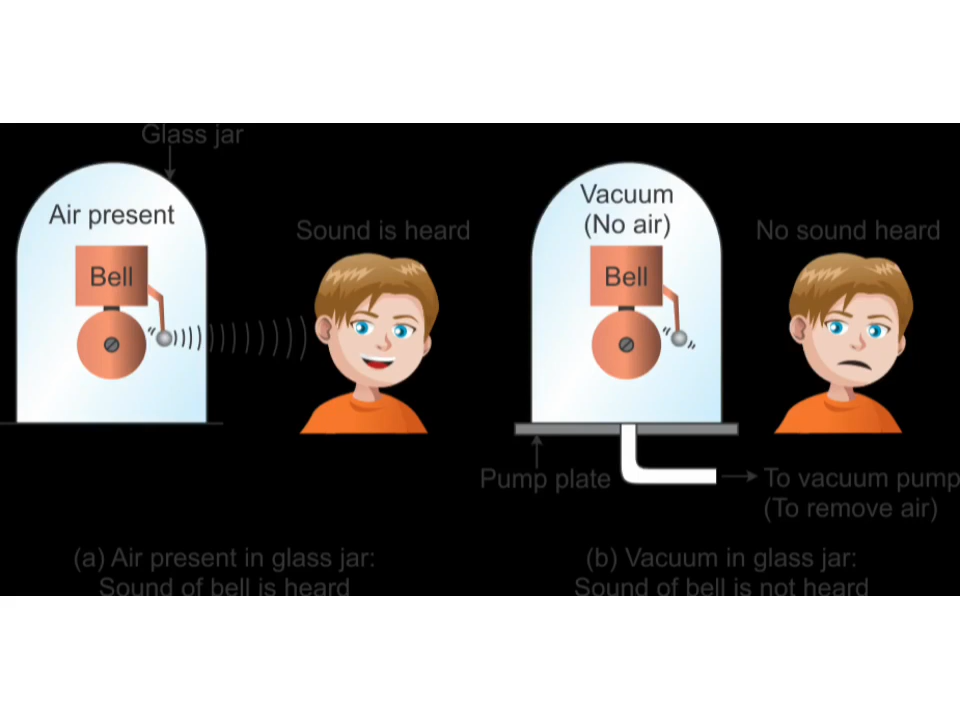 Glass jar
Air present
Sound is heard
Bell
(a) Air present in glass jar:
Sound of bell is heard
Vacuum
(No air)
No sound heard
Bell
Pump plate
To vacuum pump
(To remove air)
(b) Vacuum in glass jar:
Sound of bell is not heard